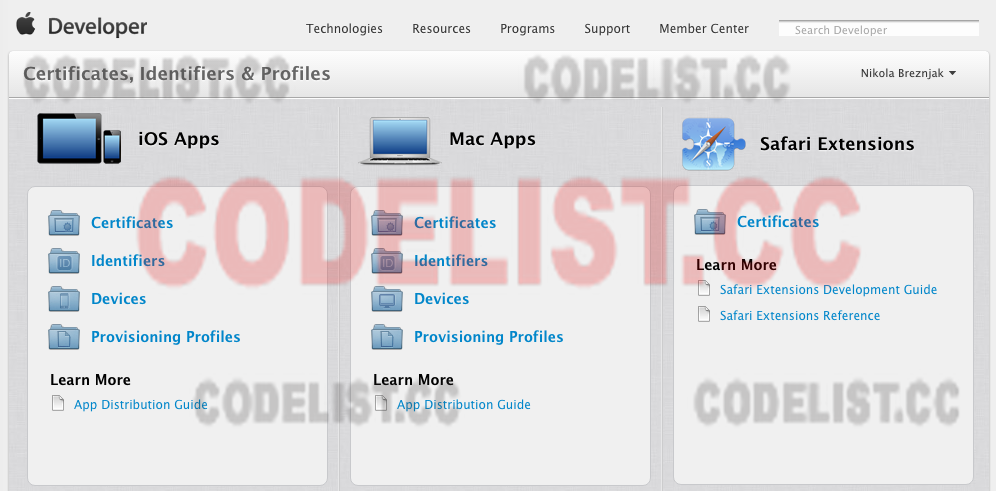 Developer
Technologies Resources Programs Support Member Center Search Developer
Certificates, Identifiers & Profiles
Nikola Breznjak
CODELIST.CC CODELIST.CC
iOS Apps
Mac Apps
Safari Extensions
CODELIST.CC
Certificates
Identifiers
Devices
Provisioning Profiles
Learn More
App Distribution Guide
Certificates
Identifiers
Devices
Provisioning Profiles
Learn More
App Distribution Guide
Certificates
Learn More
Safari Extensions Development Guide
Safari Extensions Reference
CODELIST.CC CODELIST.CC